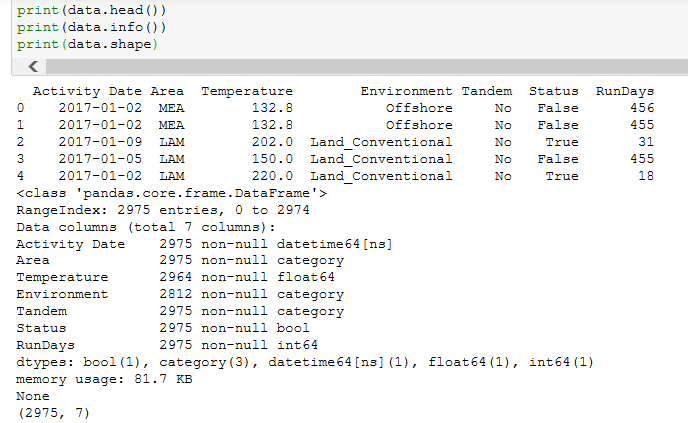 print(data.head())
print(data.info())
print(data.shape)
Activity Date Area Temperature Environment Tandem Status RunDays
0 2017-01-02 MEA 132.8 Offshore No False 456
1 2017-01-02 MEA 132.8 Offshore No False 455
2 2017-01-09 LAM 202.0 Land_Conventional No True 31
3 2017-01-05 LAM 150.0 Land_Conventional No False 455
4 2017-01-02 LAM 220.0 Land_Conventional No True 18
<class 'pandas.core.frame.DataFrame'>
RangeIndex: 2975 entries, 0 to 2974
Data columns (total 7 columns):
Activity Date 2975 non-null datetime64[ns]
Area 2975 non-null category
Temperature 2964 non-null float64
Environment 2812 non-null category
Tandem 2975 non-null category
Status 2975 non-null bool
RunDays 2975 non-null int64
dtypes: bool(1), category(3), datetime64[ns](1), float64(1), int64(1)
memory usage: 81.7 KB
None
(2975, 7)